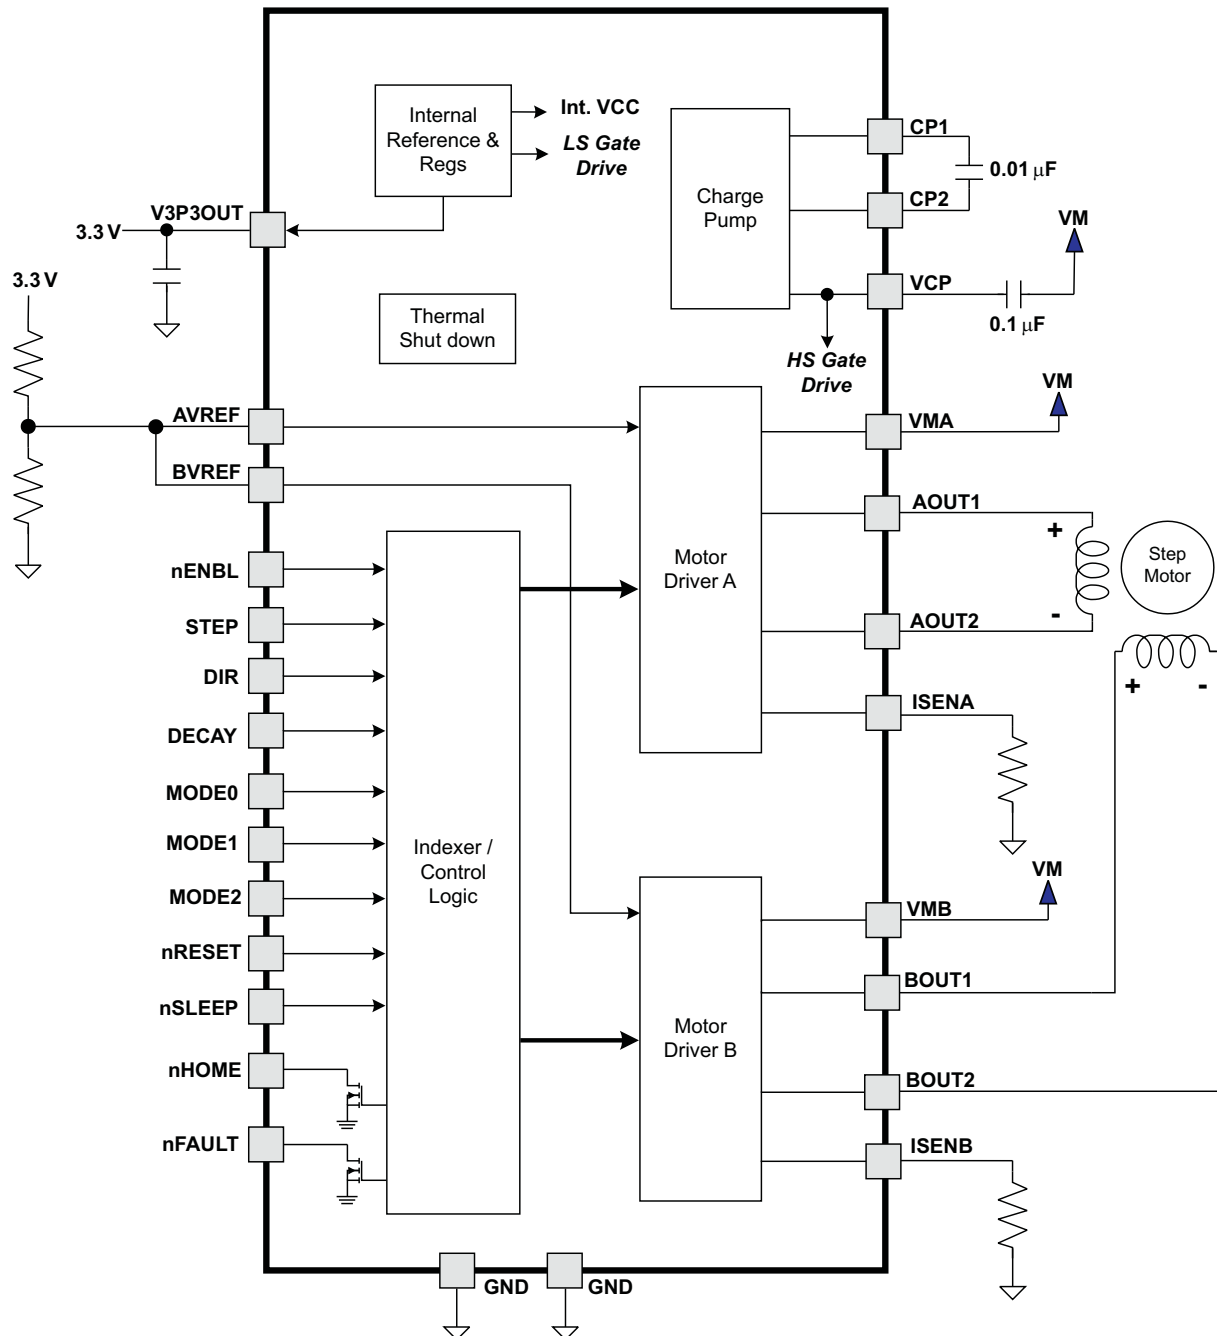 Internal
Reference &
Regs
Int. VCC
LS Gate
Drive
Charge
Pump
CP1
0.01 µF
CP2
VM
VCP
0.1 µF
HS Gate
Drive
V3P3OUT
3.3 V
3.3 V
Thermal
Shut down
AVREF
BVREF
VM
VMA
AOUT1
+
Step
Motor
Motor
Driver A
-
AOUT2
+
-
ISENA
nENBL
STEP
DIR
DECAY
MODE0
MODE1
MODE2
nRESET
nSLEEP
nHOME
nFAULT
Indexer /
Control
Logic
VM
VMB
BOUT1
Motor
Driver B
BOUT2
ISENB
GND
GND